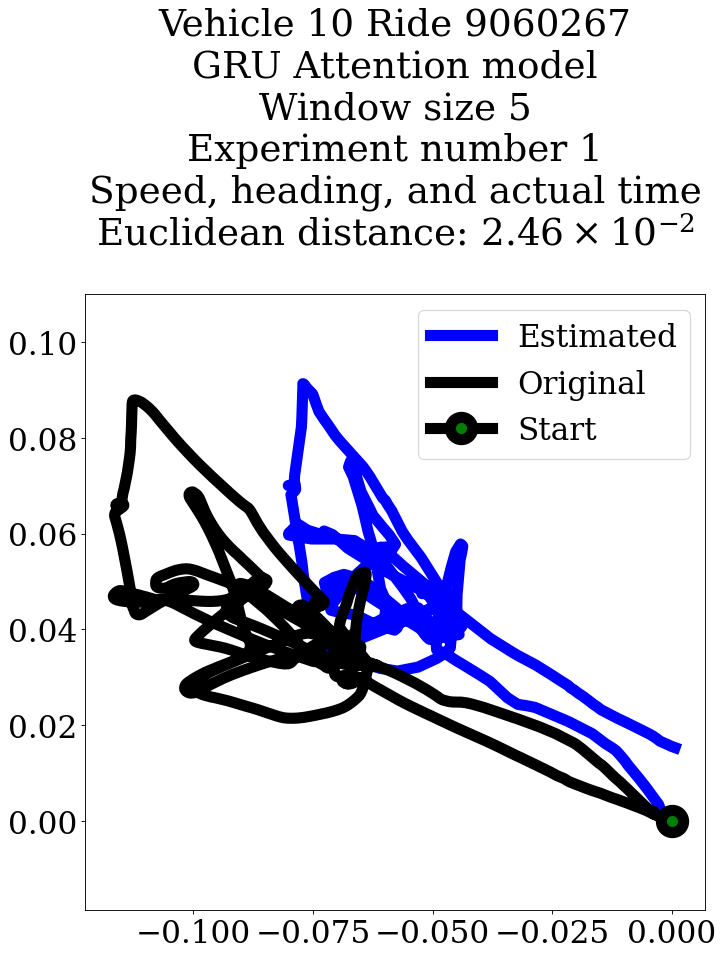 Vehicle 10 Ride 9060267
GRU Attention model
Window size 5
Experiment number 1
Speed, heading, and actual time
Euclidean distance: 2.46 × 10⁻²
Estimated
Original
Start
0.10
0.08
0.06
0.04
0.02
0.00
−0.100 −0.075 −0.050 −0.025 0.000